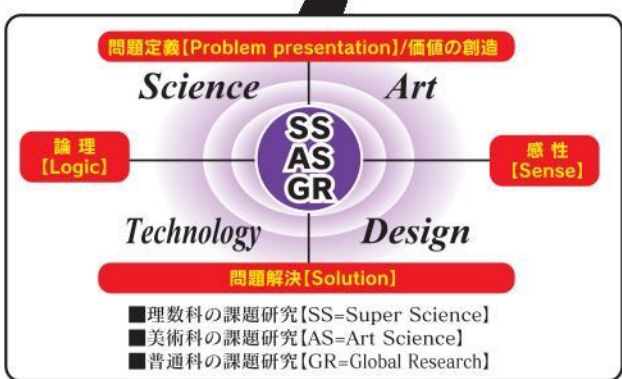 問題定義【Problem presentation】/価値の創造
Science
Art
論 理
【Logic】
SS
AS
GR
感 性
【Sense】
Technology
Design
問題解決【Solution】
■理数科の課題研究【SS=Super Science】
■美術科の課題研究【AS=Art Science】
■普通科の課題研究【GR=Global Research】